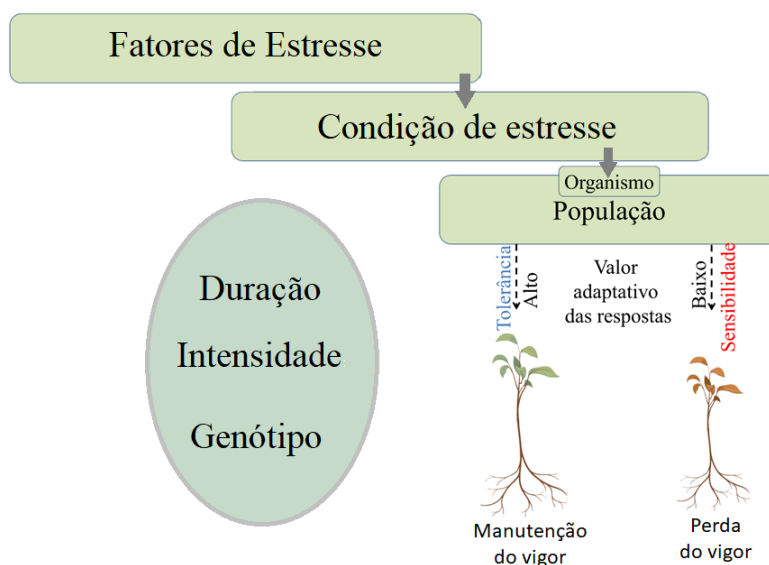 Fatores de Estresse
Condição de estresse
Organismo
População
Duração
Intensidade
Genótipo
Tolerância
Alto
Valor
adaptativo
das respostas
Baixo
Sensibilidade
Manutenção
do vigor
Perda
do vigor